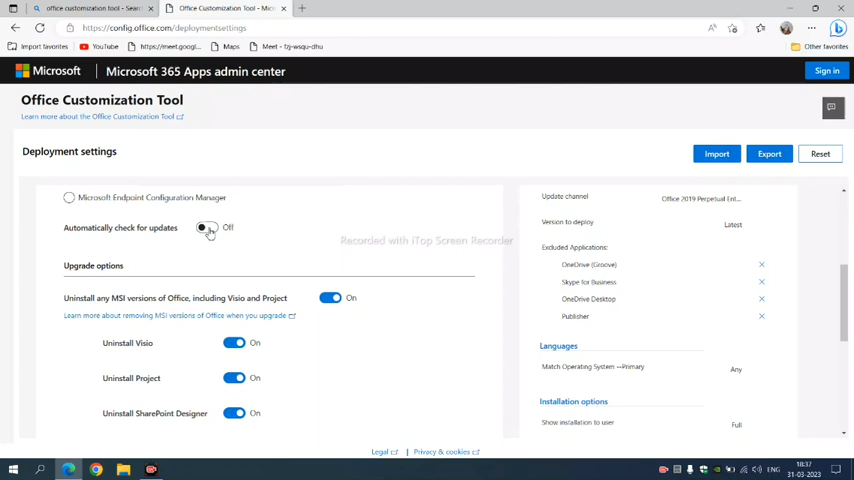 office customization tool - Sear
Office Customization Tool - Micr
https://config.office.com/deploymentsettings
Import favorites
YouTube
https://meet.googl...
Maps
Meet - tzj-wsqu-dhu
Other favorites
Microsoft
Microsoft 365 Apps admin center
Sign in
Office Customization Tool
Learn more about the Office Customization Tool
Deployment settings
Import
Export
Reset
Microsoft Endpoint Configuration Manager
Automatically check for updates
Off
Upgrade options
Uninstall any MSI versions of Office, including Visio and Project
On
Learn more about removing MSI versions of Office when you upgrade
Uninstall Visio
On
Uninstall Project
On
Uninstall SharePoint Designer
On
Recorded with iTop Screen Recorder
Update channel
Office 2019 Perpetual Ent...
Version to deploy
Latest
Excluded Applications:
OneDrive (Groove)
Skype for Business
OneDrive Desktop
Publisher
Languages
Match Operating System --Primary
Any
Installation options
Show installation to user
Full
Legal
Privacy & cookies
ENG
18:37
31-03-2023